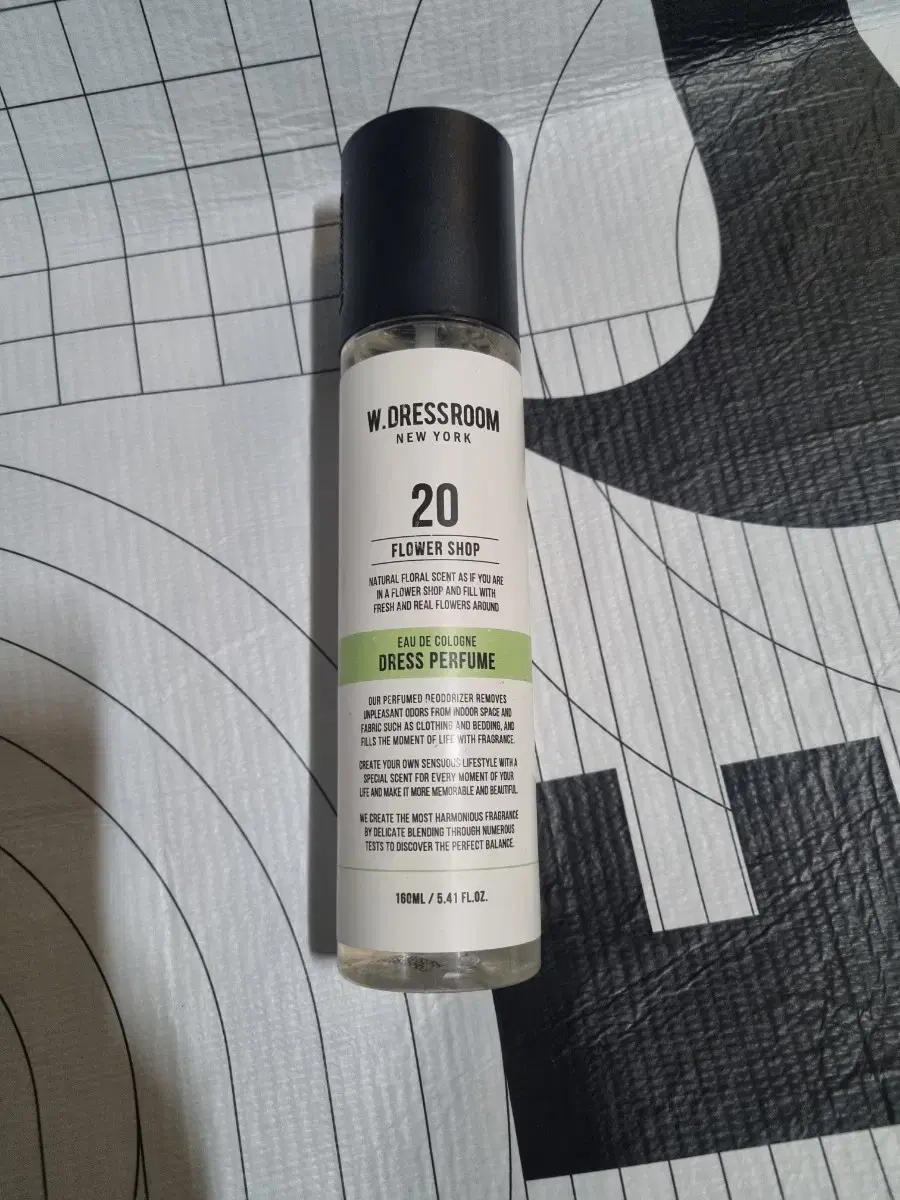 W.DRESSROOM
NEW YORK
20
FLOWER SHOP
NATURAL FLORAL SCENT AS IF YOU ARE
IN A FLOWER SHOP AND FILL WITH
FRESH AND REAL FLOWERS AROUND
EAU DE COLOGNE
DRESS PERFUME
OUR PERFUMED DEODORIZER REMOVES
UNPLEASANT ODORS FROM INDOOR SPACE AND
FABRIC SUCH AS CLOTHING AND BEDDING, AND
FILLS THE MOMENT OF LIFE WITH FRAGRANCE.
CREATE YOUR OWN SENSUOUS LIFESTYLE WITH A
SPECIAL SCENT FOR EVERY MOMENT OF YOUR
LIFE AND MAKE IT MORE MEMORABLE AND BEAUTIFUL.
WE CREATE THE MOST HARMONIOUS FRAGRANCE
BY DELICATE BLENDING THROUGH NUMEROUS
TESTS TO DISCOVER THE PERFECT BALANCE.
160ML / 5.41 FL.OZ.